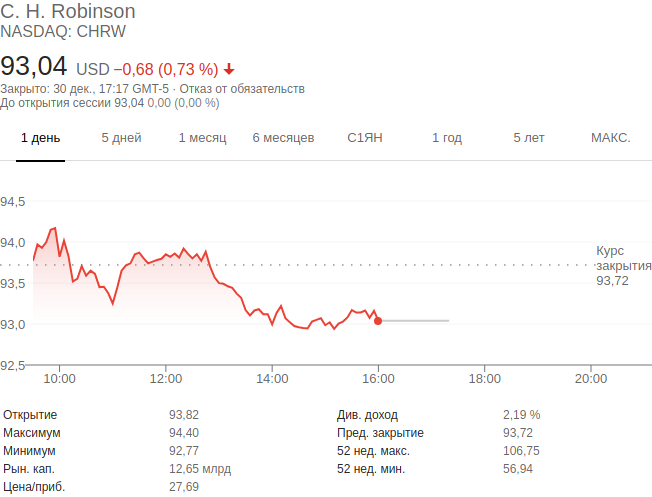 C. H. Robinson
NASDAQ: CHRW
93,04 USD −0,68 (0,73 %)
Закрыто: 30 дек., 17:17 GMT-5 · Отказ от обязательств
До открытия сессии 93,04 0,00 (0,00 %)
1 день 5 дней 1 месяц 6 месяцев С1ЯН 1 год 5 лет МАКС.
94,5
94,0
Курс
закрытия
93,5
93,72
93,0
92,5
10:00 12:00 14:00 16:00 18:00 20:00
Открытие 93,82 Див. доход 2,19 %
Максимум 94,40 Пред. закрытие 93,72
Минимум 92,77 52 нед. макс. 106,75
Рын. кап. 12,65 млрд 52 нед. мин. 56,94
Цена/приб. 27,69